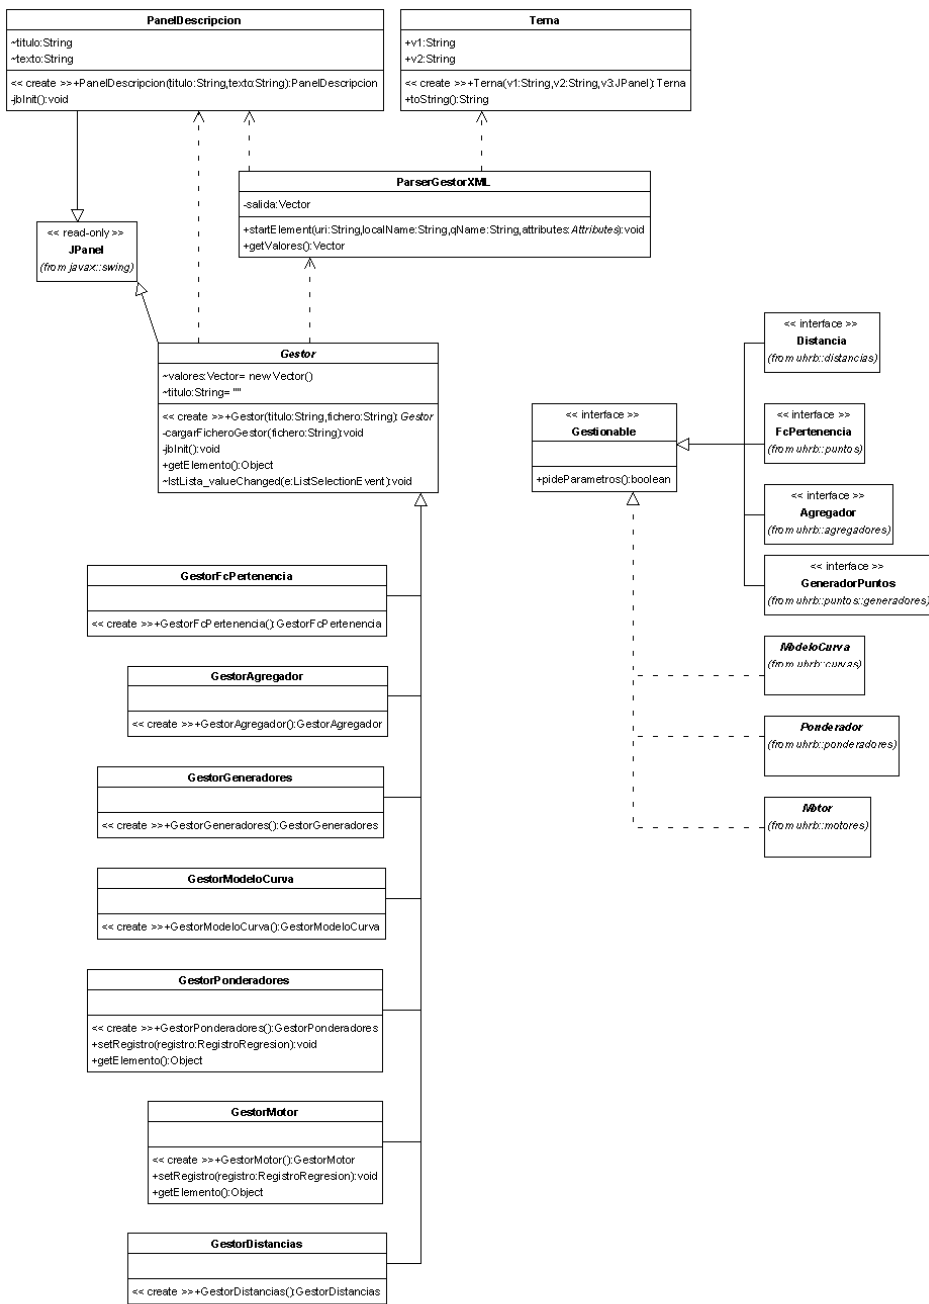 PanelDescripcion
~titulo:String
~texto:String
<< create >>+PanelDescripcion(titulo:String,texto:String):PanelDescripcion
-jbInit():void
Terna
+v1:String
+v2:String
<< create >>+Terna(v1:String,v2:String,v3:JPanel):Terna
+toString():String
ParserGestorXML
-salida:Vector
+startElement(uri:String,localName:String,qName:String,attributes:Attributes):void
+getValores():Vector
<< read-only >>
JPanel
(from javax::swing)
Gestor
~valores:Vector= new Vector()
~titulo:String= ""
<< create >>+Gestor(titulo:String,fichero:String):Gestor
-cargarFicheroGestor(fichero:String):void
-jbInit():void
+getElemento():Object
~lstLista_valueChanged(e:ListSelectionEvent):void
<< interface >>
Gestionable
+pideParametros():boolean
<< interface >>
Distancia
(from uhrb::distancias)
<< interface >>
FcPertenencia
(from uhrb::puntos)
<< interface >>
Agregador
(from uhrb::agregadores)
<< interface >>
GeneradorPuntos
(from uhrb::puntos::generadores)
ModeloCurva
(from uhrb::curvas)
Ponderador
(from uhrb::ponderadores)
Motor
(from uhrb::motores)
GestorFcPertenencia
<< create >>+GestorFcPertenencia():GestorFcPertenencia
GestorAgregador
<< create >>+GestorAgregador():GestorAgregador
GestorGeneradores
<< create >>+GestorGeneradores():GestorGeneradores
GestorModeloCurva
<< create >>+GestorModeloCurva():GestorModeloCurva
GestorPonderadores
<< create >>+GestorPonderadores():GestorPonderadores
+setRegistro(registro:RegistroRegresion):void
+getElemento():Object
GestorMotor
<< create >>+GestorMotor():GestorMotor
+setRegistro(registro:RegistroRegresion):void
+getElemento():Object
GestorDistancias
<< create >>+GestorDistancias():GestorDistancias